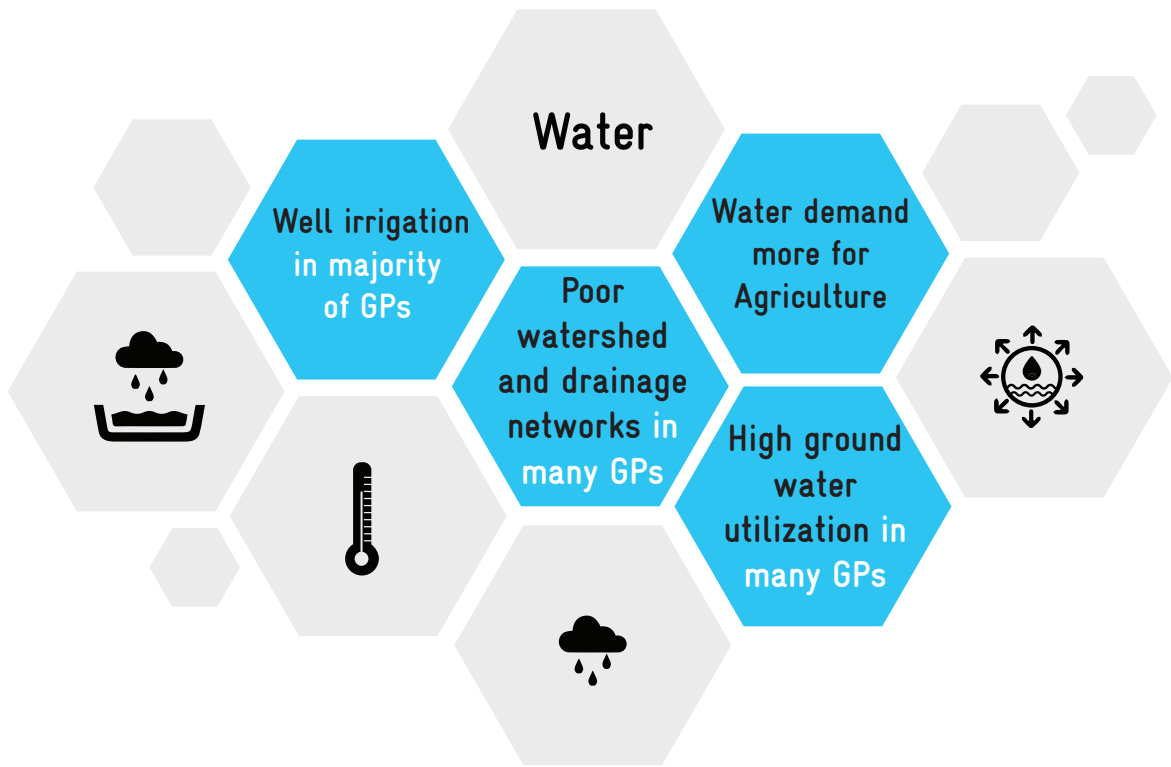 Water
Well irrigation
in majority
of GPs
Poor
watershed
and drainage
networks in
many GPs
Water demand
more for
Agriculture
High ground
water
utilization in
many GPs